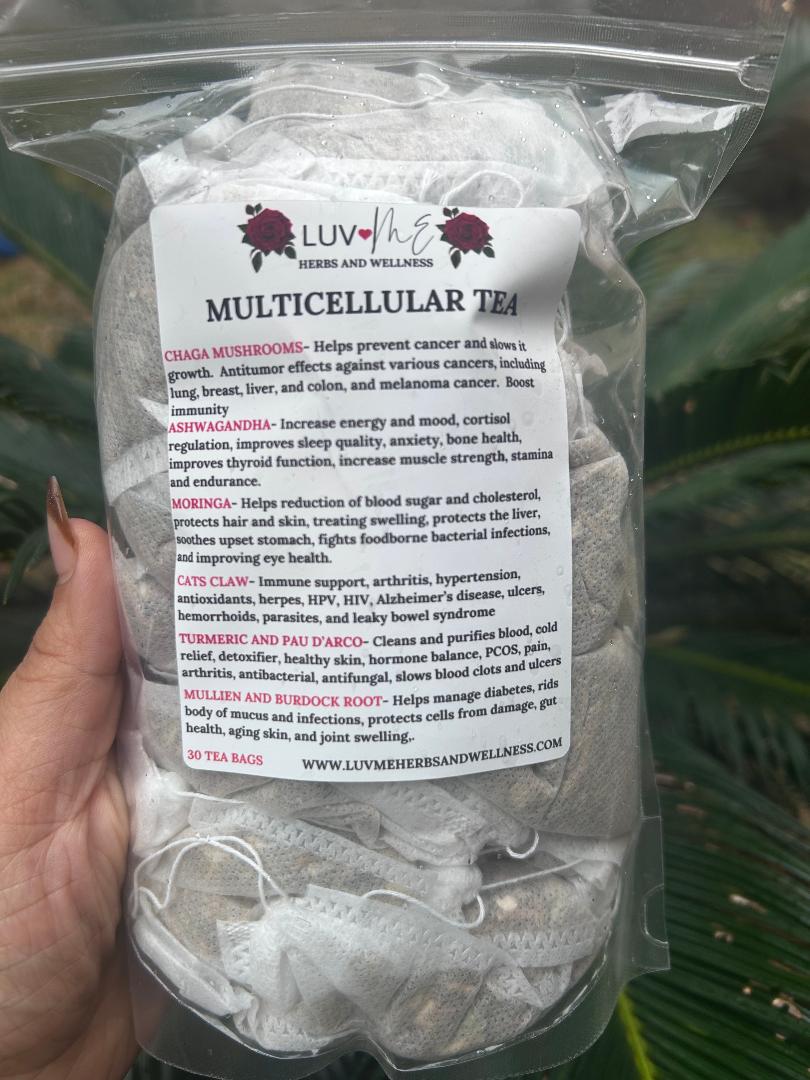 LUV ME
HERBS AND WELLNESS
MULTICELLULAR TEA
CHAGA MUSHROOMS- Helps prevent cancer and slows it
growth. Antitumor effects against various cancers, including
lung, breast, liver, and colon, and melanoma cancer. Boost
immunity
ASHWAGANDHA- Increase energy and mood, cortisol
regulation, improves sleep quality, anxiety, bone health,
improves thyroid function, increase muscle strength, stamina
and endurance.
MORINGA- Helps reduction of blood sugar and cholesterol,
protects hair and skin, treating swelling, protects the liver,
soothes upset stomach, fights foodborne bacterial infections,
and improving eye health.
CATS CLAW- Immune support, arthritis, hypertension,
antioxidants, herpes, HPV, HIV, Alzheimer's disease, ulcers,
hemorrhoids, parasites, and leaky bowel syndrome
TURMERIC AND PAU D'ARCO- Cleans and purifies blood, cold
relief, detoxifier, healthy skin, hormone balance, PCOS, pain,
arthritis, antibacterial, antifungal, slows blood clots and ulcers
MULLIEN AND BURDOCK ROOT- Helps manage diabetes, rids
body of mucus and infections, protects cells from damage, gut
health, aging skin, and joint swelling,.
30 TEA BAGS WWW.LUVMEHERBSANDWELLNESS.COM